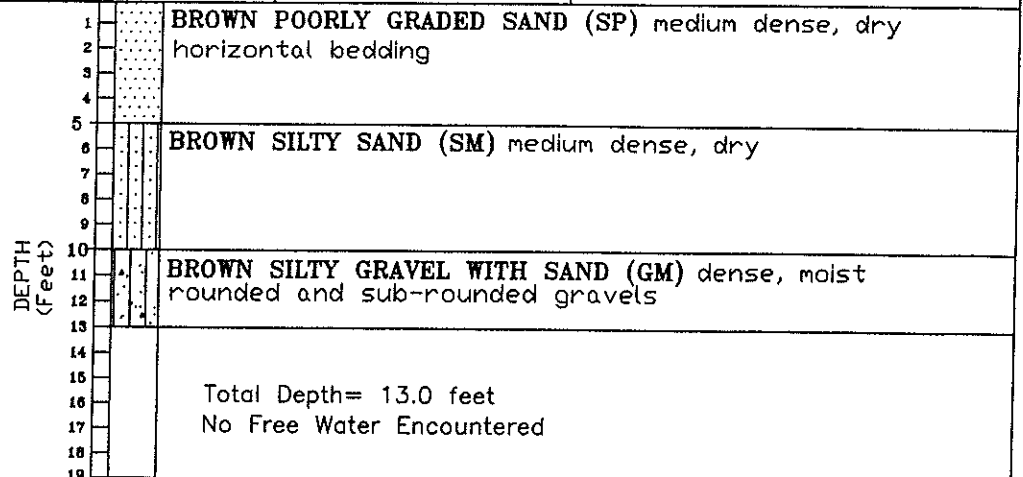 BROWN POORLY GRADED SAND (SP) medium dense, dry
horizontal bedding
BROWN SILTY SAND (SM) medium dense, dry
BROWN SILTY GRAVEL WITH SAND (GM) dense, moist
rounded and sub-rounded gravels
Total Depth= 13.0 feet
No Free Water Encountered
DEPTH
(Feet)
1
2
3
4
5
6
7
8
9
10
11
12
13
14
15
16
17
18
19